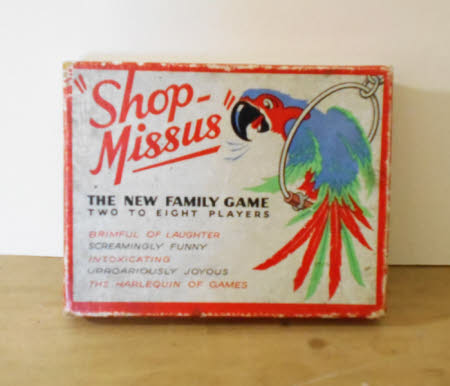 "Shop-
Missus"
THE NEW FAMILY GAME
TWO TO EIGHT PLAYERS
BRIMFUL OF LAUGHTER
SCREAMINGLY FUNNY
INTOXICATING
UPROARIOUSLY JOYOUS
THE HARLEQUIN OF GAMES